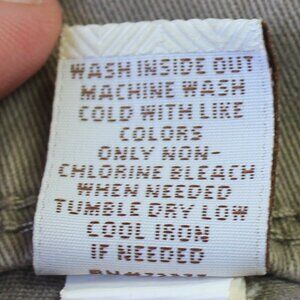 WASH INSIDE OUT
MACHINE WASH
COLD WITH LIKE
COLORS
ONLY NON-
CHLORINE BLEACH
WHEN NEEDED
TUMBLE DRY LOW
COOL IRON
IF NEEDED